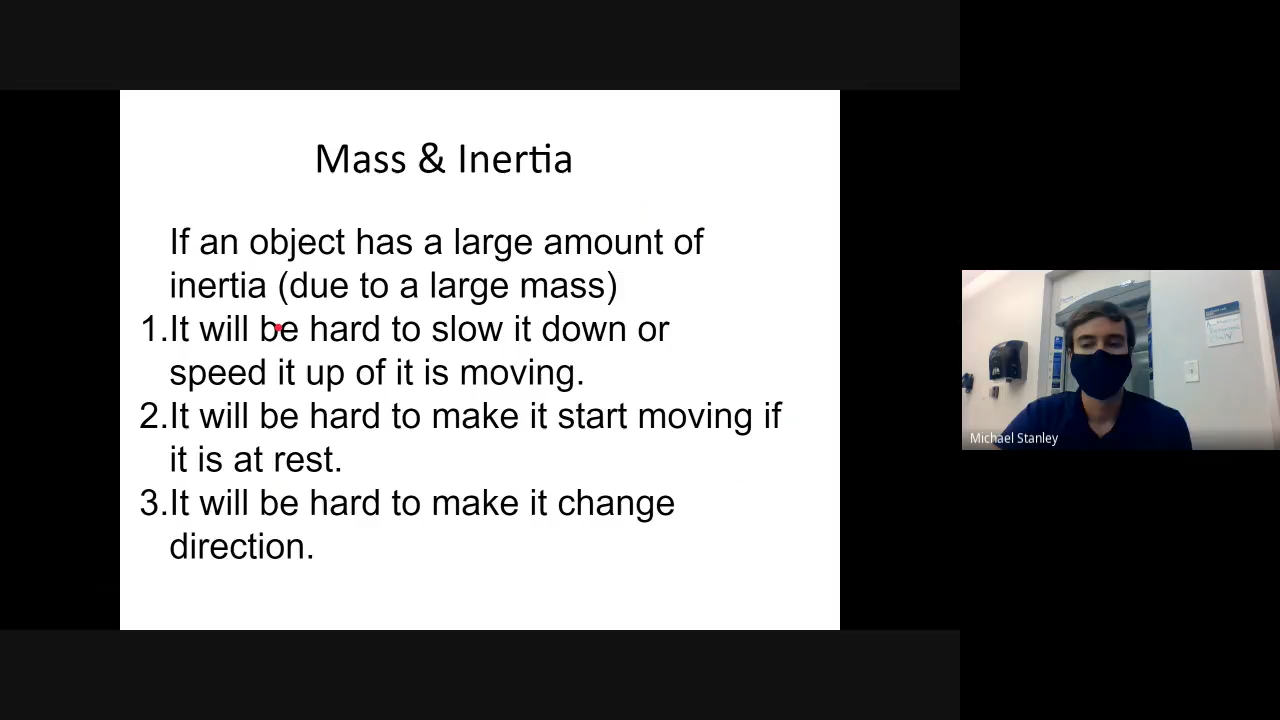 Mass & Inertia
If an object has a large amount of
inertia (due to a large mass)
1.It will be hard to slow it down or
speed it up of it is moving.
2.It will be hard to make it start moving if
it is at rest.
3.It will be hard to make it change
direction.
Michael Stanley